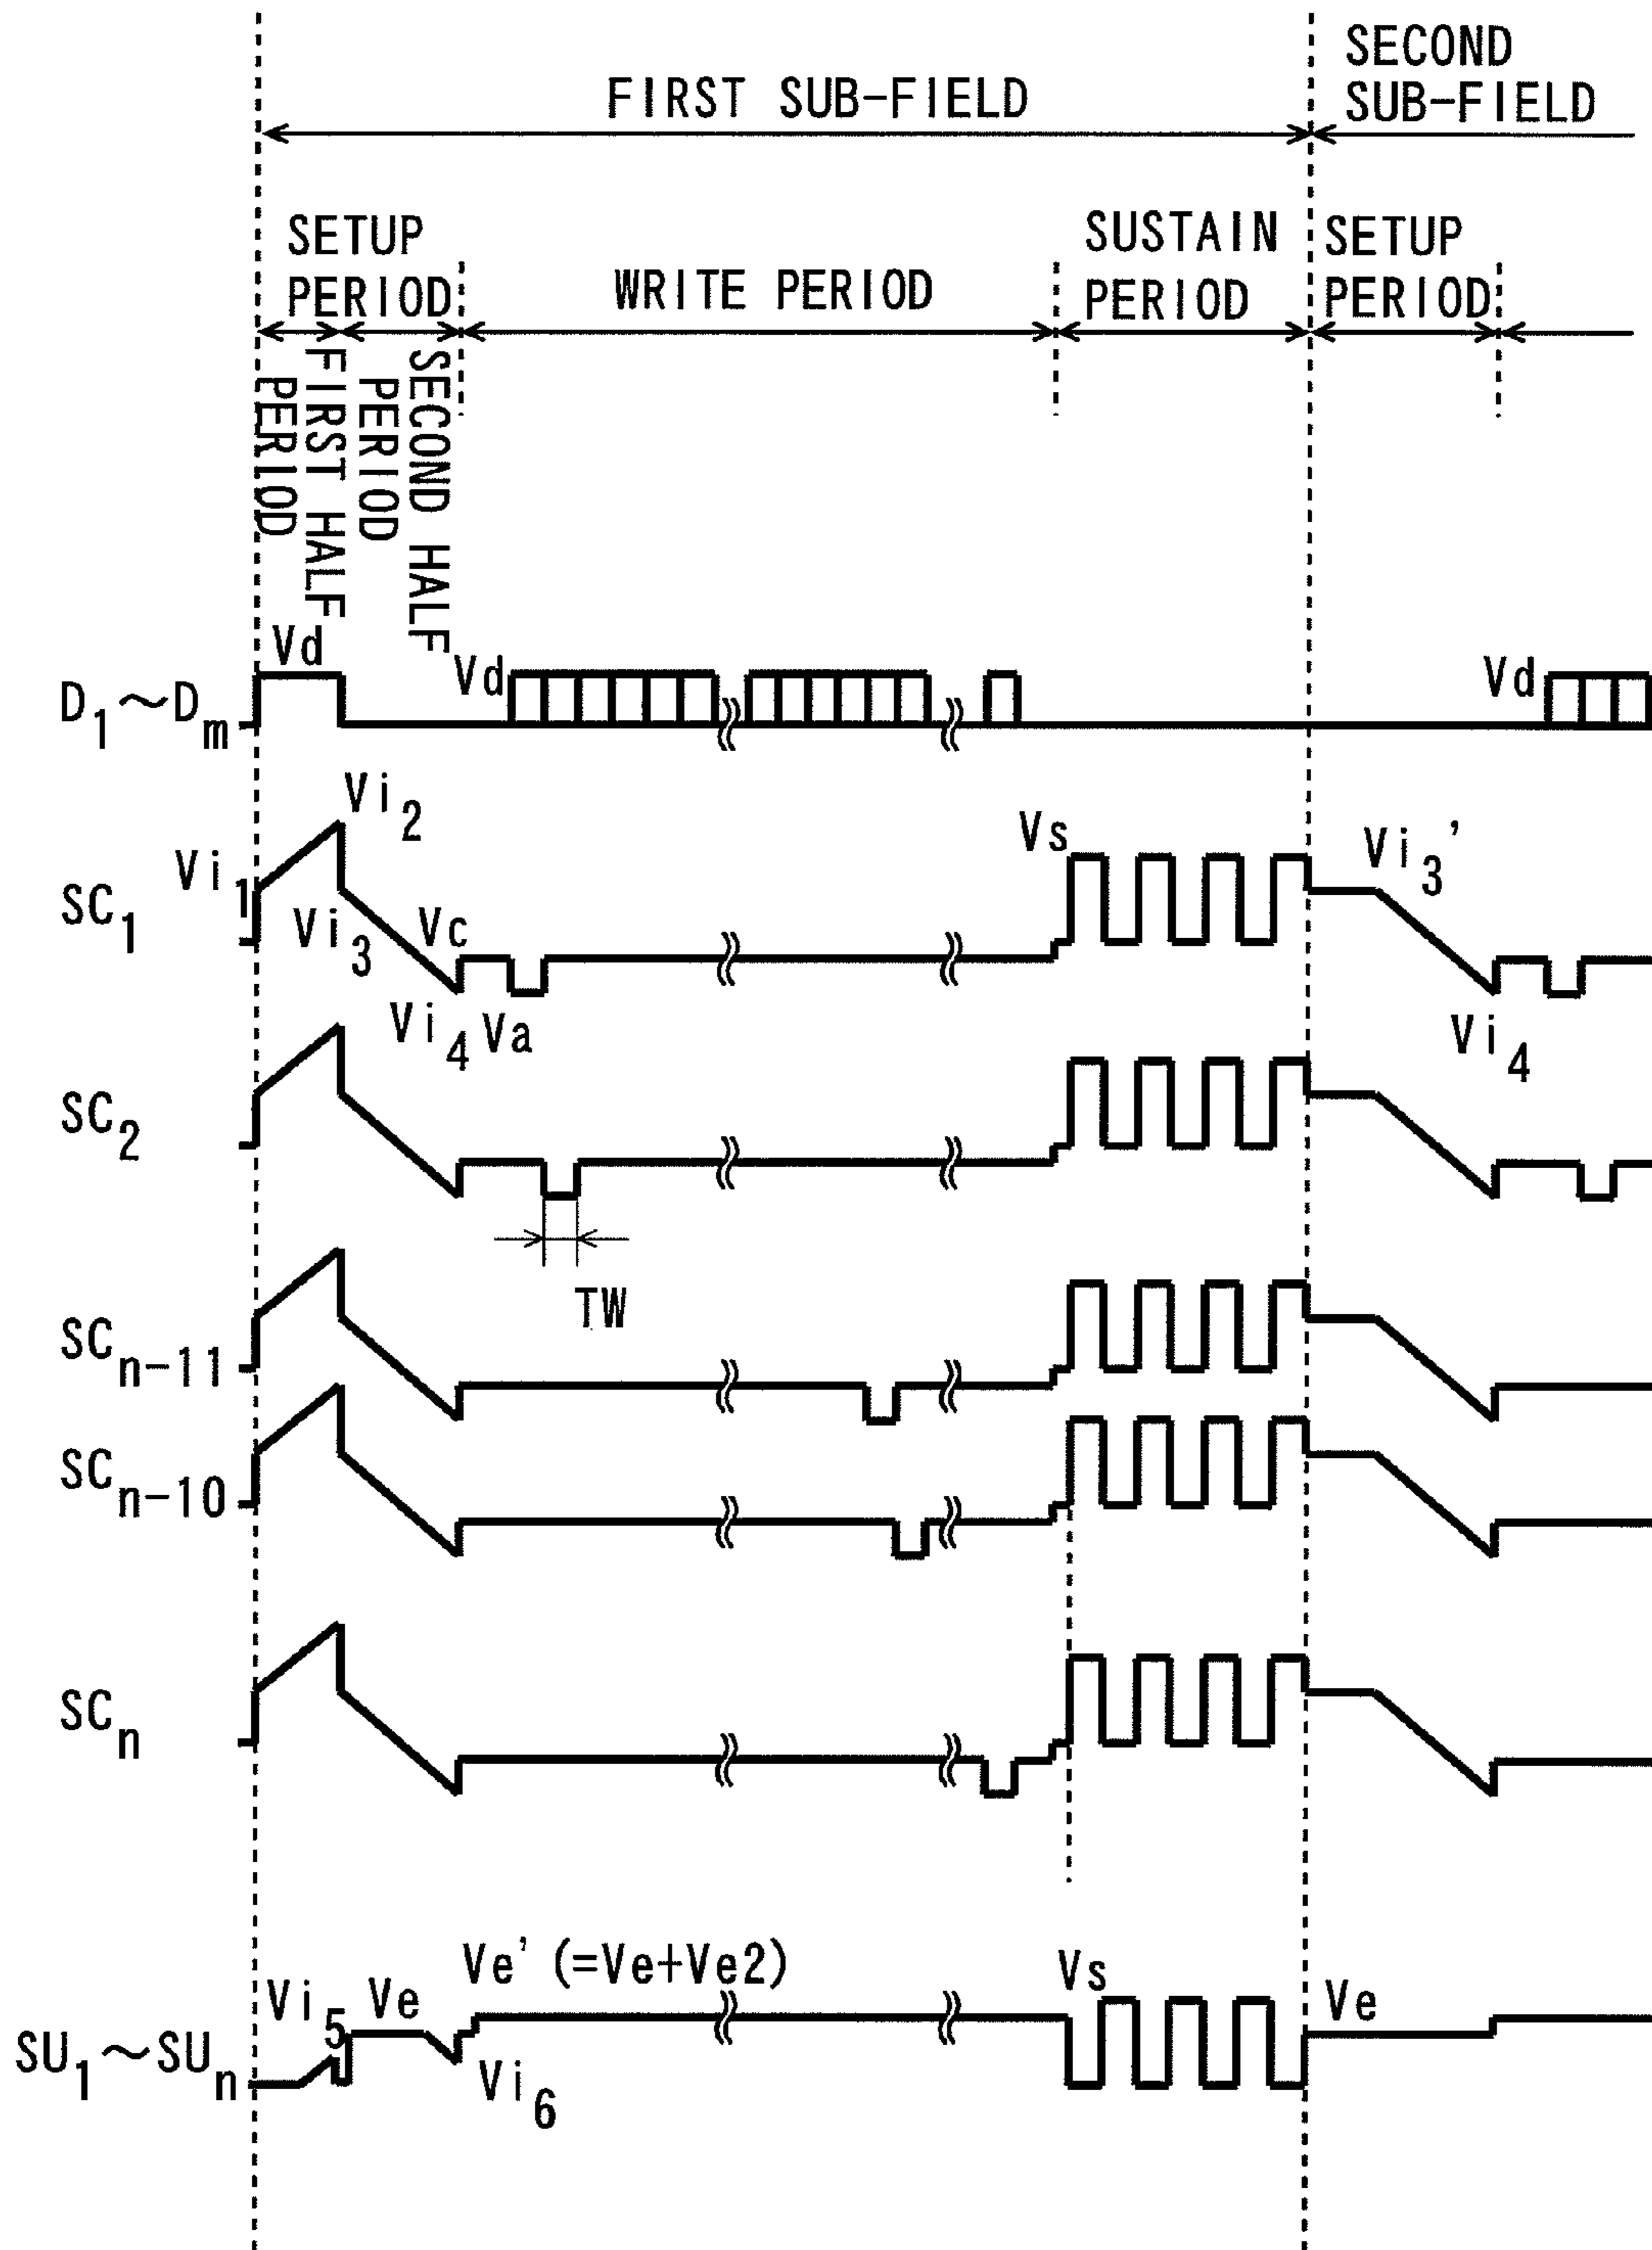 FIRST SUB-FIELD
SECOND
SUB-FIELD
SETUP
PERIOD
WRITE PERIOD
SUSTAIN
PERIOD
SETUP
PERIOD
FIRST HALF
PERIOD
SECOND HALF
PERIOD
D1~Dm
Vd
Vd
Vd
SC1
Vi1
Vi2
Vi3
Vc
Vi4
Va
Vs
Vi3'
Vi4
SC2
TW
SCn-11
SCn-10
SCn
SU1~SUn
Vi5
Ve
Ve' (=Ve+Ve2)
Vi6
Vs
Ve